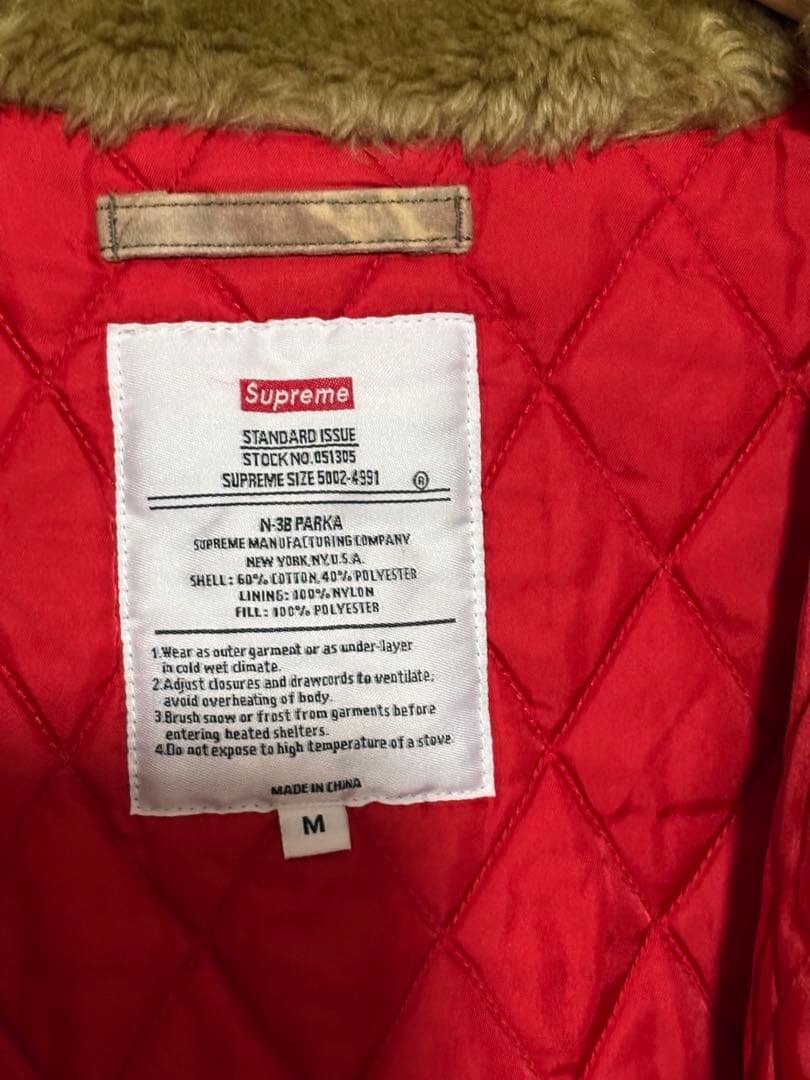 Supreme
STANDARD ISSUE
STOCK NO. 051305
SUPREME SIZE 5002-4991 ®
N-3B PARKA
SUPREME MANUFACTURING COMPANY
NEW YORK, NY, U.S.A.
SHELL: 60% COTTON, 40% POLYESTER
LINING: 100% NYLON
FILL: 100% POLYESTER
1.Wear as outer garment or as under-layer
in cold wet climate.
2.Adjust closures and drawcords to ventilate;
avoid overheating of body.
3.Brush snow or frost from garments before
entering heated shelters.
4.Do not expose to high temperature of a stove.
MADE IN CHINA
M